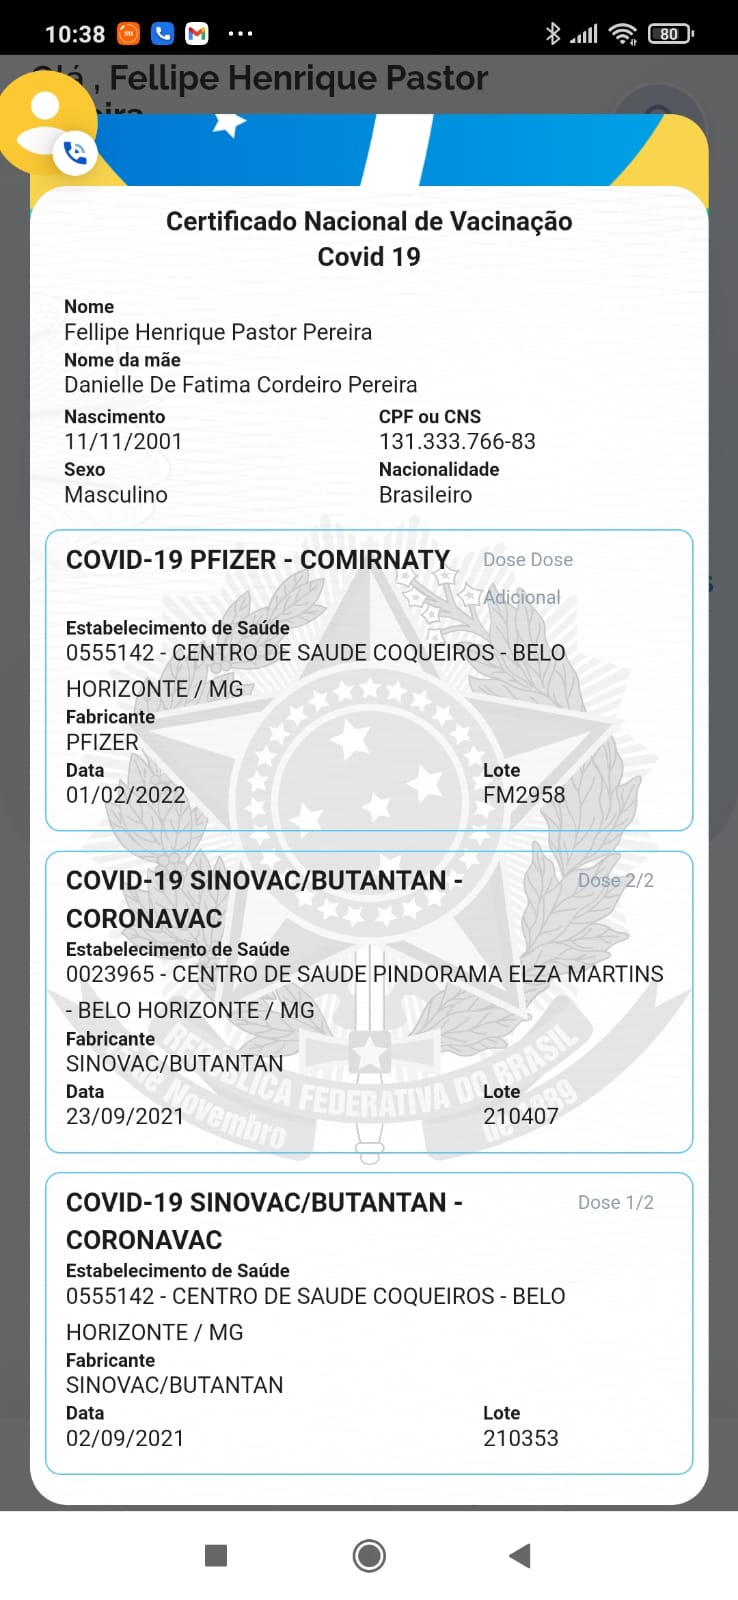 10:38
80
Olá , Fellipe Henrique Pastor
Certificado Nacional de Vacinação
Covid 19
Nome
Fellipe Henrique Pastor Pereira
Nome da mãe
Danielle De Fatima Cordeiro Pereira
Nascimento CPF ou CNS
11/11/2001 131.333.766-83
Sexo Nacionalidade
Masculino Brasileiro
COVID-19 PFIZER - COMIRNATY Dose Dose
Adicional
Estabelecimento de Saúde
0555142 - CENTRO DE SAUDE COQUEIROS - BELO
HORIZONTE / MG
Fabricante
PFIZER
Data Lote
01/02/2022 FM2958
COVID-19 SINOVAC/BUTANTAN - Dose 2/2
CORONAVAC
Estabelecimento de Saúde
0023965 - CENTRO DE SAUDE PINDORAMA ELZA MARTINS
- BELO HORIZONTE / MG
Fabricante
SINOVAC/BUTANTAN
Data Lote
23/09/2021 210407
REPÚBLICA FEDERATIVA DO BRASIL
de Novembro
de 1889
COVID-19 SINOVAC/BUTANTAN - Dose 1/2
CORONAVAC
Estabelecimento de Saúde
0555142 - CENTRO DE SAUDE COQUEIROS - BELO
HORIZONTE / MG
Fabricante
SINOVAC/BUTANTAN
Data Lote
02/09/2021 210353